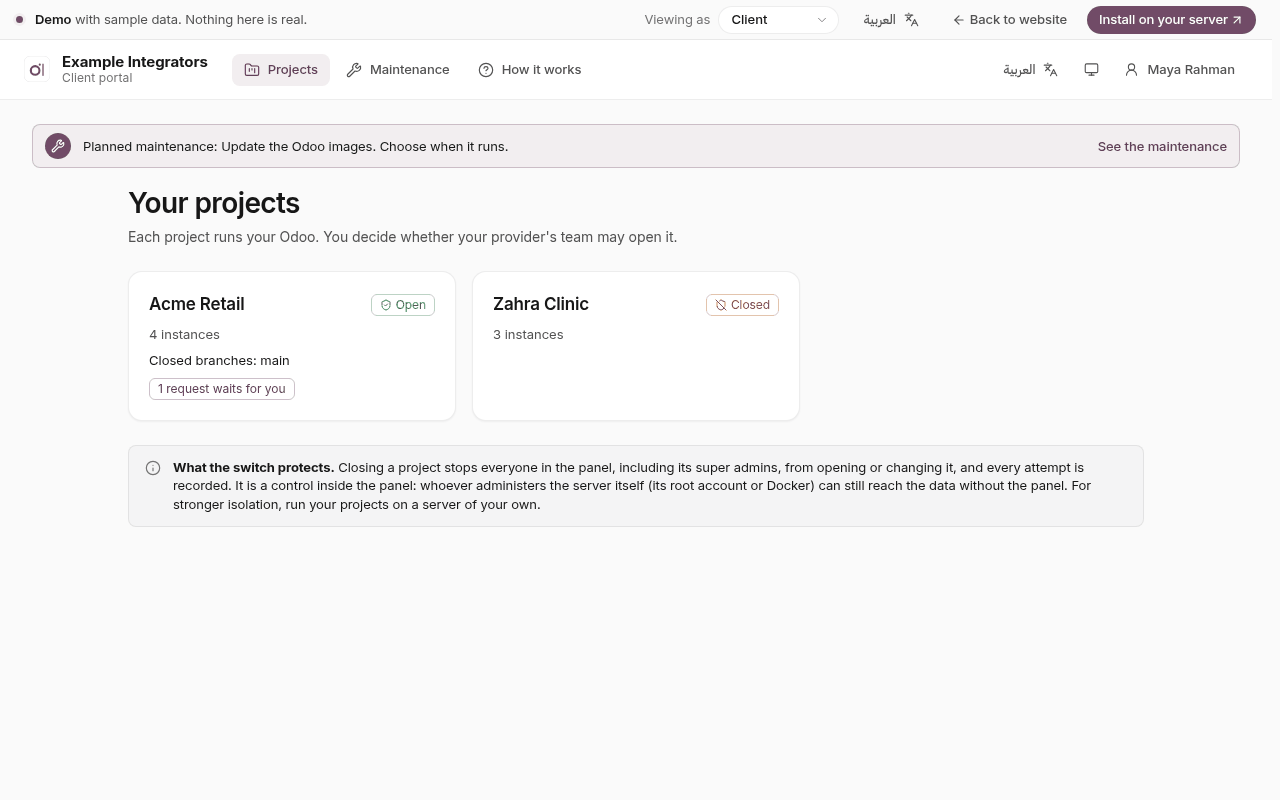 Demo with sample data. Nothing here is real.
Viewing as
Client
العربية
Back to website
Install on your server
Example Integrators
Client portal
Projects
Maintenance
How it works
العربية
Maya Rahman
Planned maintenance: Update the Odoo images. Choose when it runs.
See the maintenance
Your projects
Each project runs your Odoo. You decide whether your provider's team may open it.
Acme Retail
Open
4 instances
Closed branches: main
1 request waits for you
Zahra Clinic
Closed
3 instances
What the switch protects. Closing a project stops everyone in the panel, including its super admins, from opening or changing it, and every attempt is
recorded. It is a control inside the panel: whoever administers the server itself (its root account or Docker) can still reach the data without the panel. For
stronger isolation, run your projects on a server of your own.